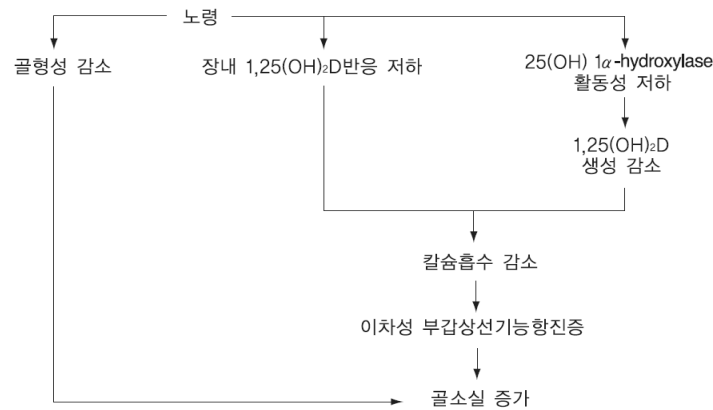 노령
골형성 감소
장내 1,25(OH)₂D반응 저하
25(OH) 1α-hydroxylase
활동성 저하
1,25(OH)₂D
생성 감소
칼슘흡수 감소
이차성 부갑상선기능항진증
골소실 증가